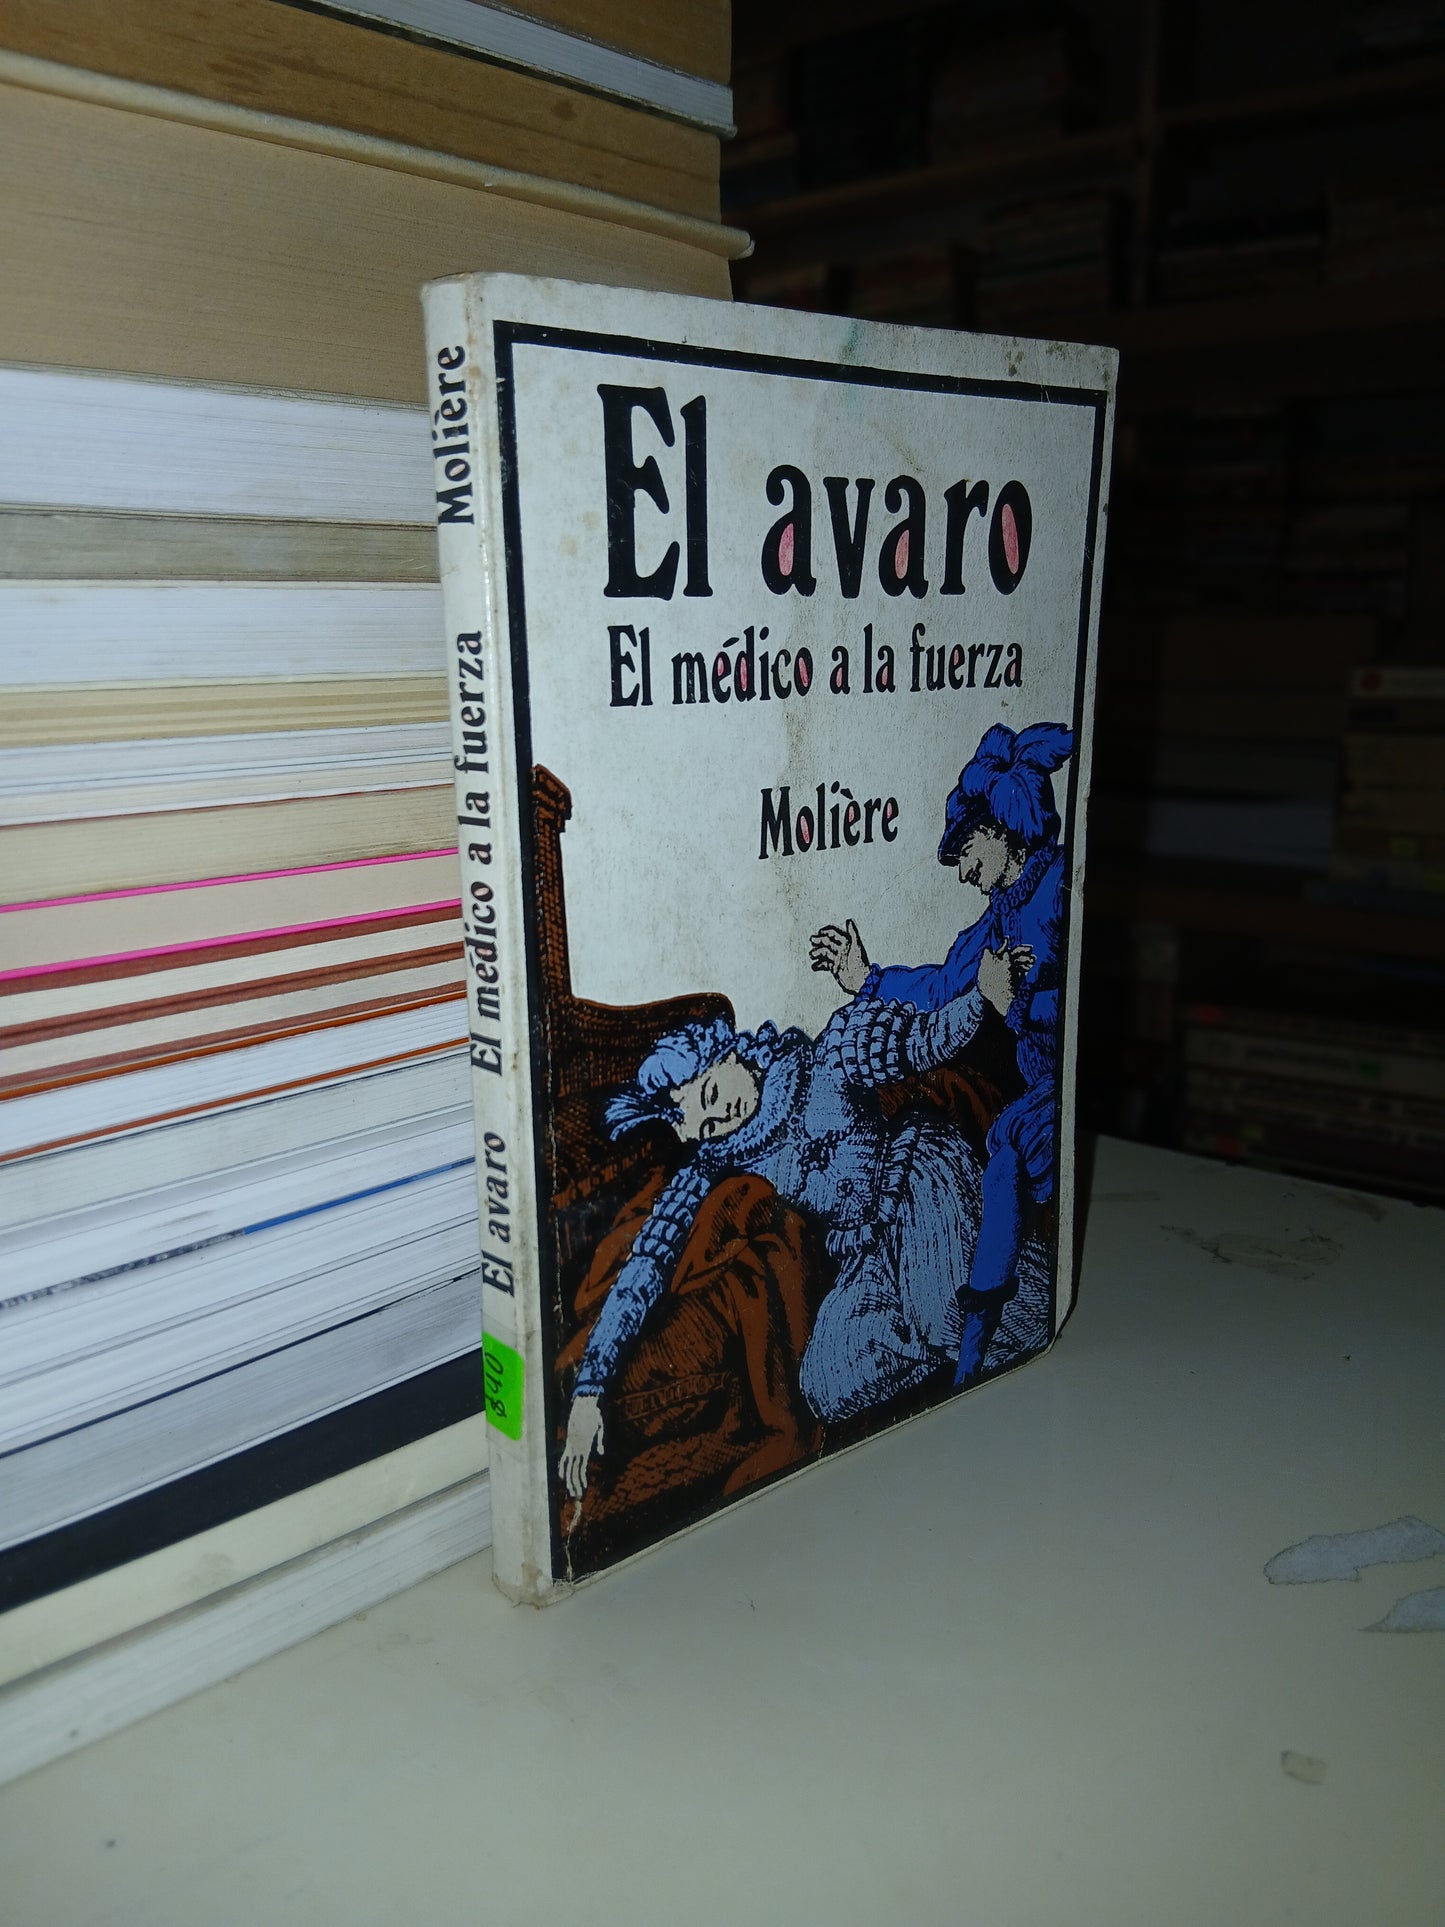 El avaro
El médico a la fuerza
Molière
El avaro El médico a la fuerza Molière
$40